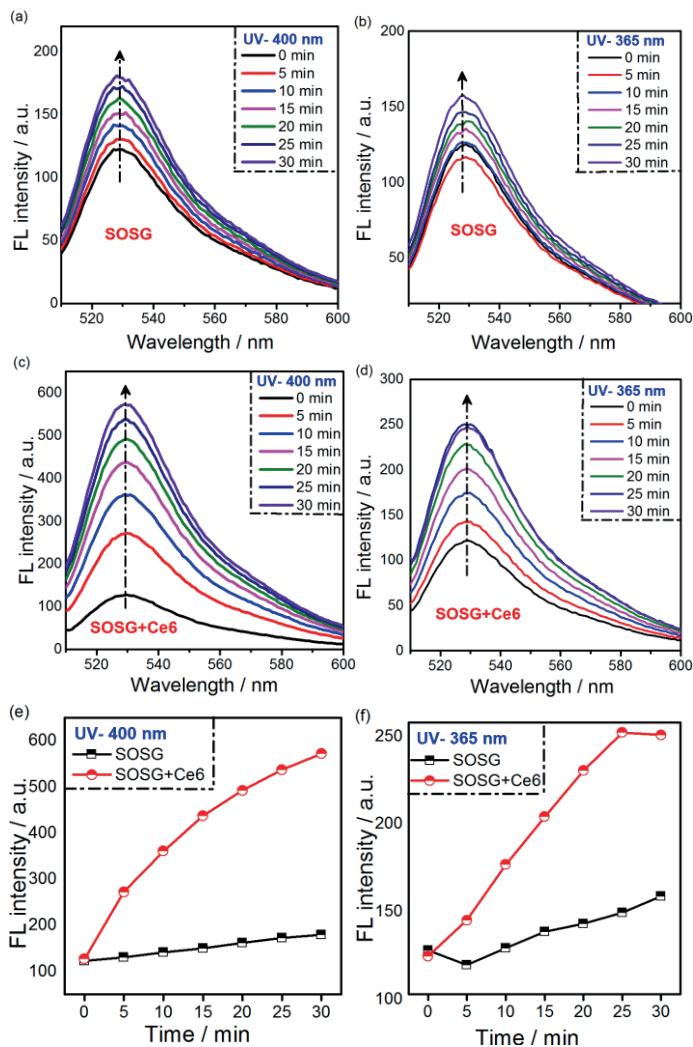 (a)
UV- 400 nm
0 min
5 min
10 min
15 min
20 min
25 min
30 min
SOSG
FL intensity / a.u.
0
50
100
150
200
520 540 560 580 600
Wavelength / nm
(b)
UV- 365 nm
0 min
5 min
10 min
15 min
20 min
25 min
30 min
SOSG
FL intensity / a.u.
50
100
150
200
520 540 560 580 600
Wavelength / nm
(c)
UV- 400 nm
0 min
5 min
10 min
15 min
20 min
25 min
30 min
SOSG+Ce6
FL intensity / a.u.
0
100
200
300
400
500
600
520 540 560 580 600
Wavelength / nm
(d)
UV- 365 nm
0 min
5 min
10 min
15 min
20 min
25 min
30 min
SOSG+Ce6
FL intensity / a.u.
0
50
100
150
200
250
300
520 540 560 580 600
Wavelength / nm
(e)
UV- 400 nm
SOSG
SOSG+Ce6
FL intensity / a.u.
100
200
300
400
500
600
0 5 10 15 20 25 30
Time / min
(f)
UV- 365 nm
SOSG
SOSG+Ce6
FL intensity / a.u.
100
150
200
250
0 5 10 15 20 25 30
Time / min